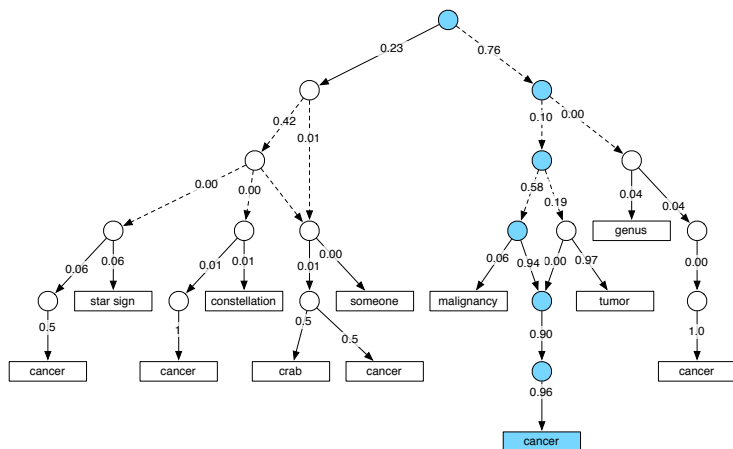 0.23
0.76
0.42
0.01
0.10
0.00
0.00
0.00
0.58
0.19
0.04
0.04
genus
0.06
0.06
0.01
0.01
0.01
0.00
0.06
0.94
0.00
0.97
0.00
star sign
constellation
someone
malignancy
tumor
0.5
1
0.5
0.5
0.90
1.0
cancer
cancer
crab
cancer
cancer
0.96
cancer